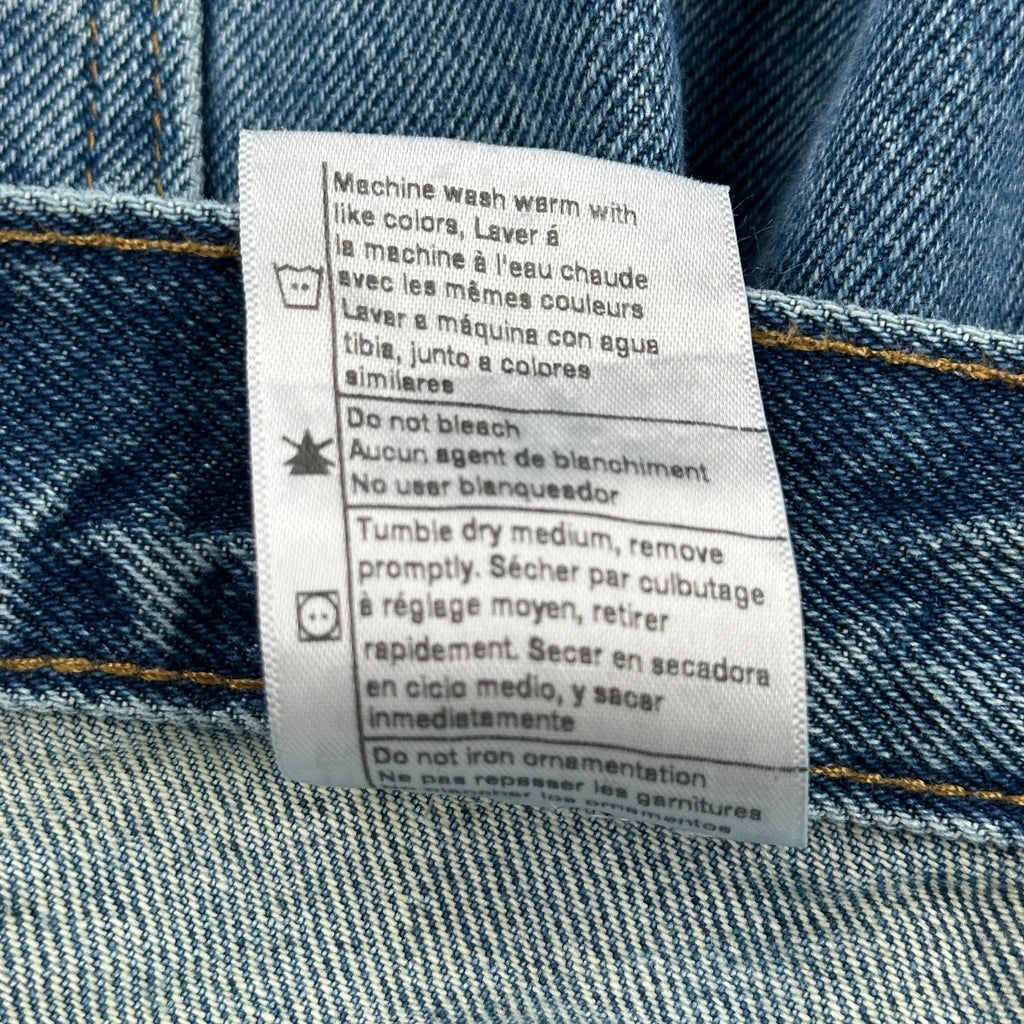 Machine wash warm with
like colors, Laver á
la machine à l'eau chaude
avec les mêmes couleurs
Lavar a máquina con agua
tibia, junto a colores
similares
Do not bleach
Aucun agent de blanchiment
No usar blanqueador
Tumble dry medium, remove
promptly. Sécher par culbutage
à réglage moyen, retirer
rapidement. Secar en secadora
en ciclo medio, y sacar
inmediatamente
Do not iron ornamentation
Ne pas repasser les garnitures
los ornamentos